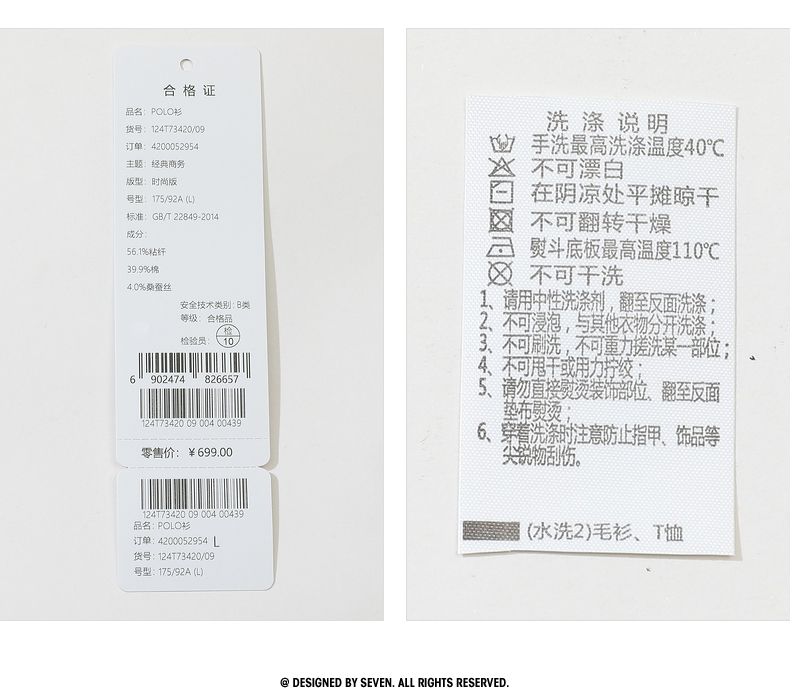 合格证
品名：POLO衫
货号：124T73420/09
订单：4200052954
主题：经典商务
版型：时尚版
号型：175/92A (L)
标准：GB/T 22849-2014
成分：
56.1%粘纤
39.9%棉
4.0%桑蚕丝
安全技术类别：B类
等级：合格品
检验员：检 10
6 902474 826657
124T73420 09 004 00439
零售价：￥699.00
124T73420 09 004 00439
品名：POLO衫
订单：4200052954 L
货号：124T73420/09
号型：175/92A (L)
洗涤说明
手洗最高洗涤温度40℃
不可漂白
在阴凉处平摊晾干
不可翻转干燥
熨斗底板最高温度110℃
不可干洗
1、请用中性洗涤剂，翻至反面洗涤；
2、不可浸泡，与其他衣物分开洗涤；
3、不可刷洗，不可重力搓洗某一部位；
4、不可甩干或用力拧绞；
5、请勿直接熨烫装饰部位、翻至反面
垫布熨烫；
6、穿着洗涤时注意防止指甲、饰品等
尖锐物刮伤。
(水洗2)毛衫、T恤
@ DESIGNED BY SEVEN. ALL RIGHTS RESERVED.